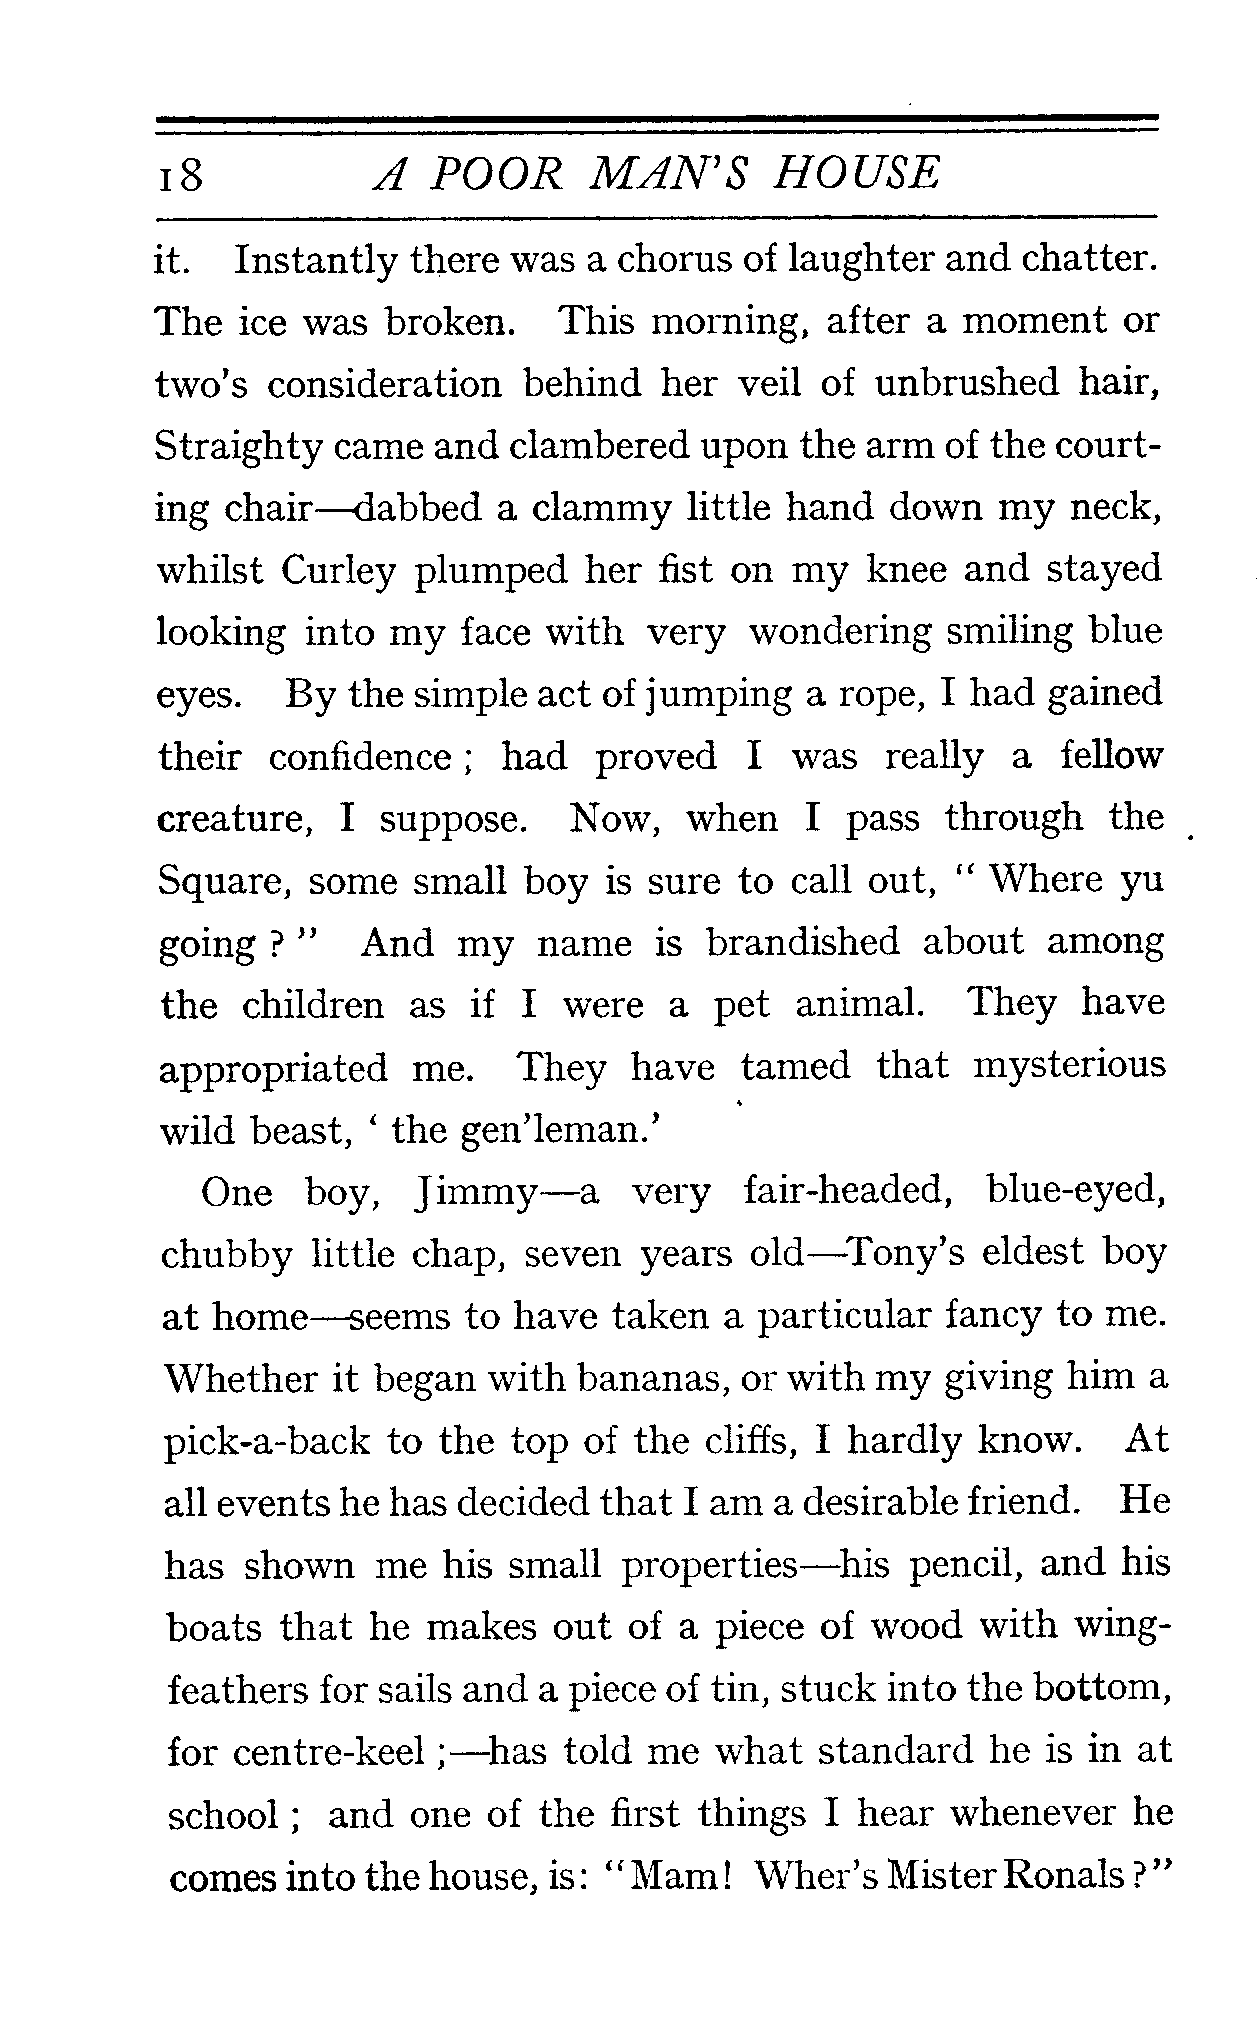 18 A POOR MAN'S HOUSE
it. Instantly there was a chorus of laughter and chatter.
The ice was broken. This morning, after a moment or
two's consideration behind her veil of unbrushed hair,
Straighty came and clambered upon the arm of the court-
ing chair—dabbed a clammy little hand down my neck,
whilst Curley plumped her fist on my knee and stayed
looking into my face with very wondering smiling blue
eyes. By the simple act of jumping a rope, I had gained
their confidence ; had proved I was really a fellow
creature, I suppose. Now, when I pass through the
Square, some small boy is sure to call out, " Where yu
going ? " And my name is brandished about among
the children as if I were a pet animal. They have
appropriated me. They have tamed that mysterious
wild beast, ' the gen'leman.'
One boy, Jimmy—a very fair-headed, blue-eyed,
chubby little chap, seven years old—Tony's eldest boy
at home—seems to have taken a particular fancy to me.
Whether it began with bananas, or with my giving him a
pick-a-back to the top of the cliffs, I hardly know. At
all events he has decided that I am a desirable friend. He
has shown me his small properties—his pencil, and his
boats that he makes out of a piece of wood with wing-
feathers for sails and a piece of tin, stuck into the bottom,
for centre-keel ;—has told me what standard he is in at
school ; and one of the first things I hear whenever he
comes into the house, is: "Mam! Wher's Mister Ronals ?"